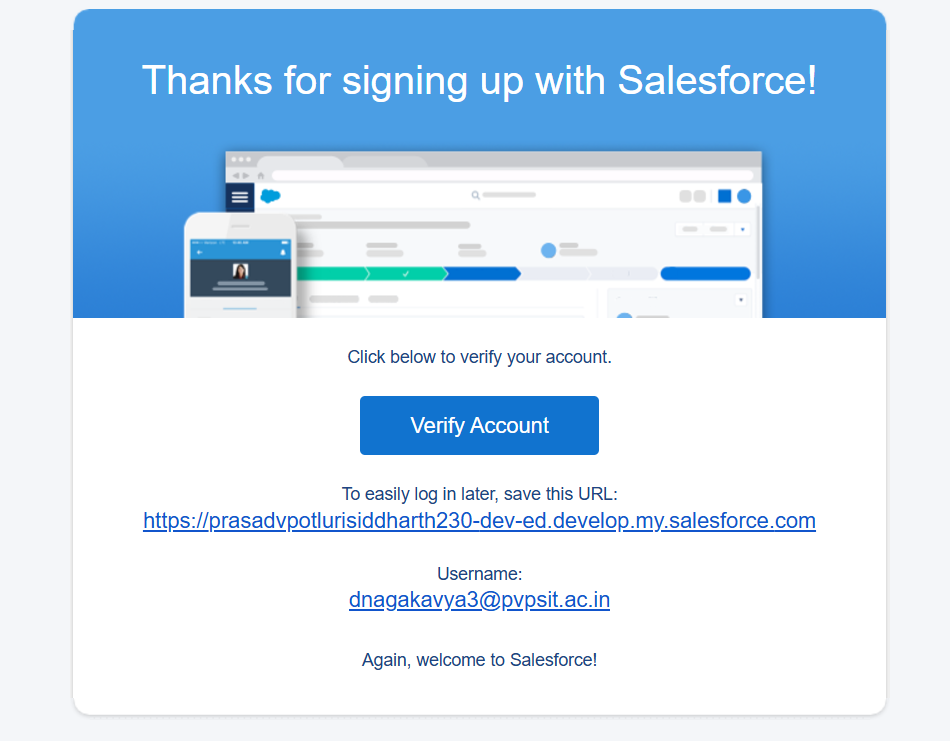 Thanks for signing up with Salesforce!
Click below to verify your account.
Verify Account
To easily log in later, save this URL:
https://prasadvpotlurisiddharth230-dev-ed.develop.my.salesforce.com
Username:
dnagakavya3@pvpsit.ac.in
Again, welcome to Salesforce!